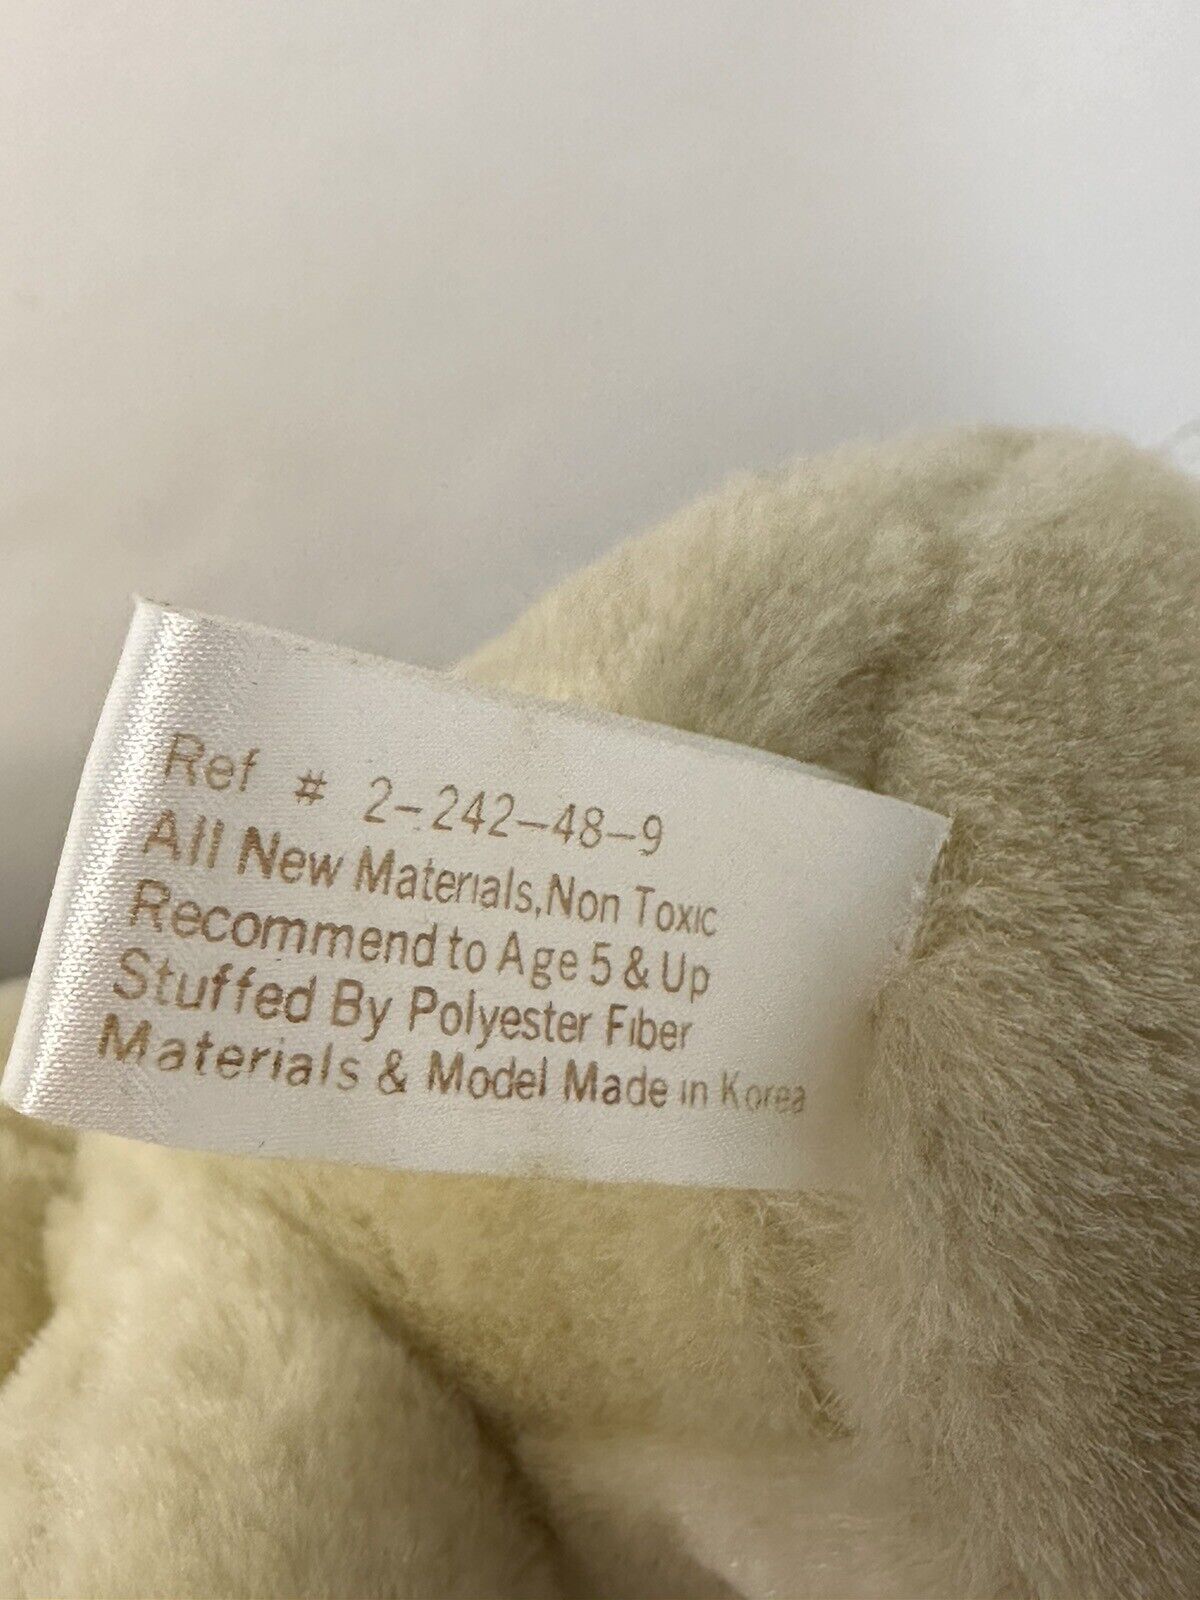 Ref # 2-242-48-9
All New Materials, Non Toxic
Recommend to Age 5 & Up
Stuffed By Polyester Fiber
Materials & Model Made in Korea